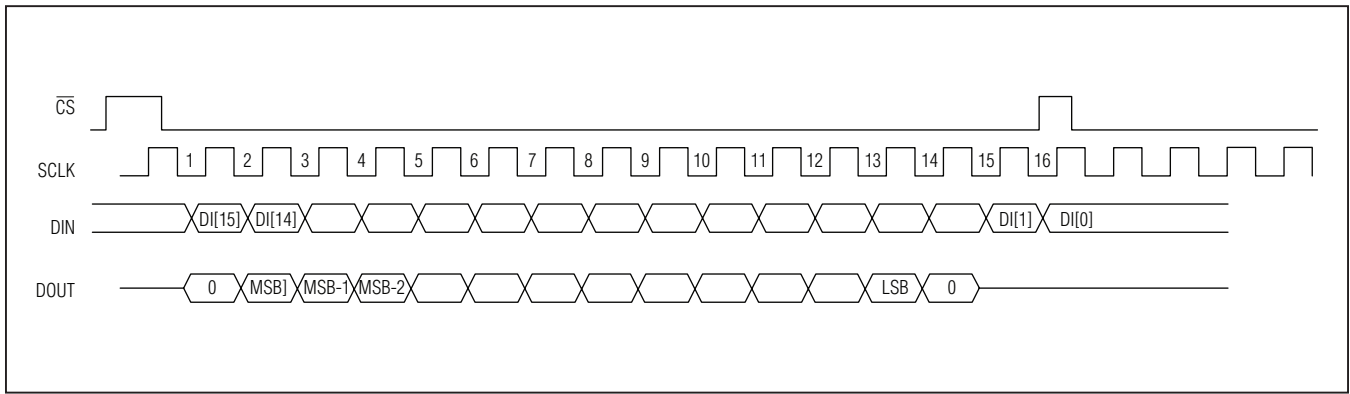 C̅S̅
SCLK 1 2 3 4 5 6 7 8 9 10 11 12 13 14 15 16
DIN DI[15] DI[14] DI[1] DI[0]
DOUT 0 MSB] MSB-1 MSB-2 LSB 0